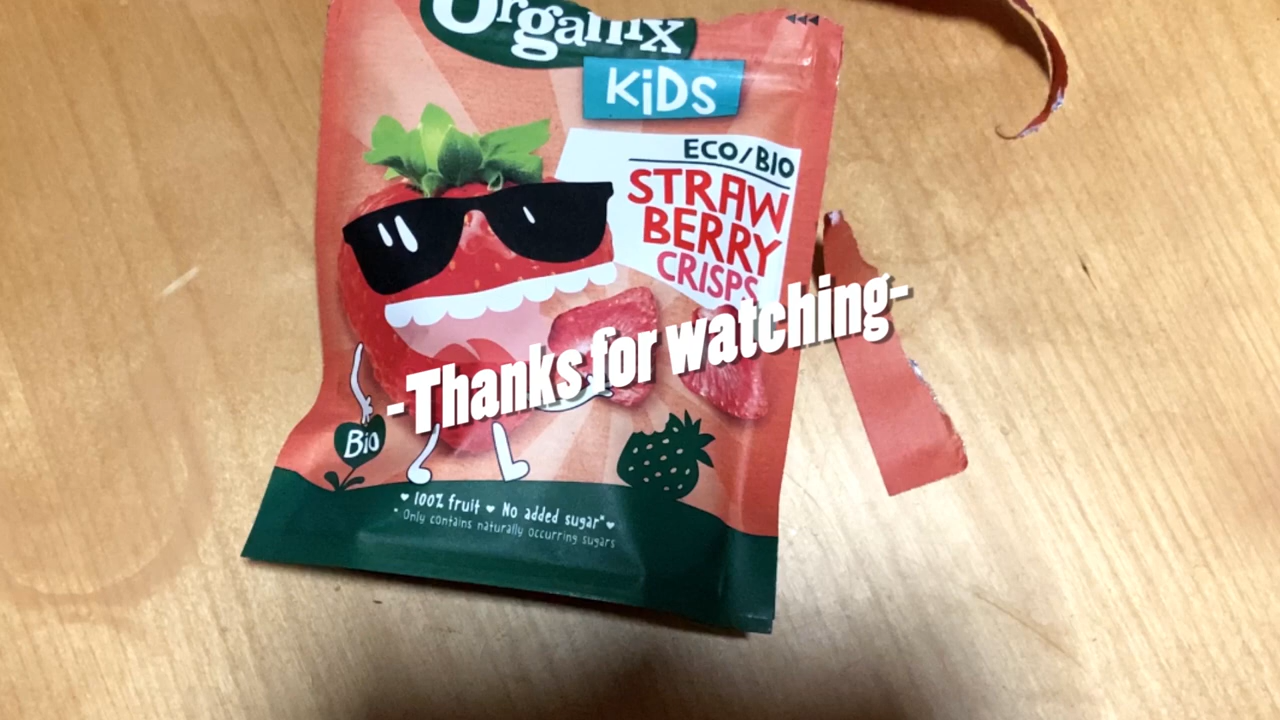 Organix
KiDS
ECO/BIO
STRAW
BERRY
CRISPS
-Thanks for watching-
Bio
100% fruit No added sugar*
* Only contains naturally occurring sugars